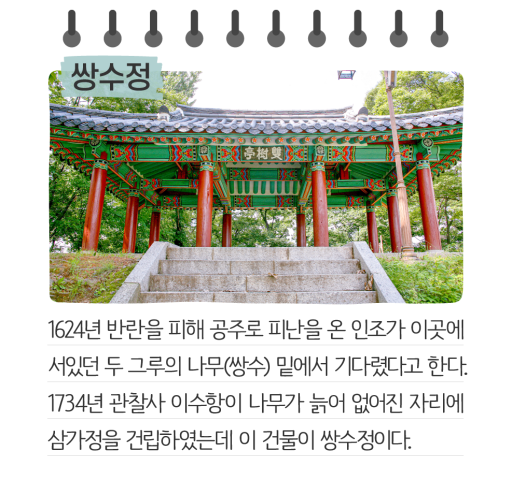 쌍수정
亭樹雙
1624년 반란을 피해 공주로 피난을 온 인조가 이곳에
서있던 두 그루의 나무(쌍수) 밑에서 기다렸다고 한다.
1734년 관찰사 이수항이 나무가 늙어 없어진 자리에
삼가정을 건립하였는데 이 건물이 쌍수정이다.